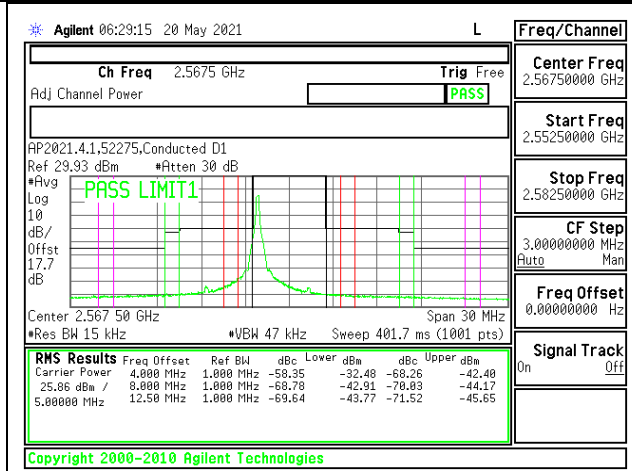 Agilent 06:29:15 20 May 2021 L Freq/Channel
Ch Freq 2.5675 GHz Trig Free
Adj Channel Power PASS
Center Freq
2.56750000 GHz
Start Freq
2.55250000 GHz
AP2021.4.1,52275,Conducted D1
Ref 29.93 dBm #Atten 30 dB
#Avg
Log
10
dB/
Offst
17.7
dB
PASS LIMIT1
Stop Freq
2.58250000 GHz
CF Step
3.00000000 MHz
Auto Man
Freq Offset
0.00000000 Hz
Center 2.567 50 GHz Span 30 MHz
#Res BW 15 kHz #VBW 47 kHz Sweep 401.7 ms (1001 pts)
Signal Track
On Off
RMS Results Freq Offset Ref BW dBc Lower dBm dBc Upper dBm
Carrier Power 4.000 MHz 1.000 MHz -58.35 -32.48 -68.26 -42.40
25.86 dBm / 8.000 MHz 1.000 MHz -68.78 -42.91 -70.03 -44.17
5.00000 MHz 12.50 MHz 1.000 MHz -69.64 -43.77 -71.52 -45.65
Copyright 2000-2010 Agilent Technologies